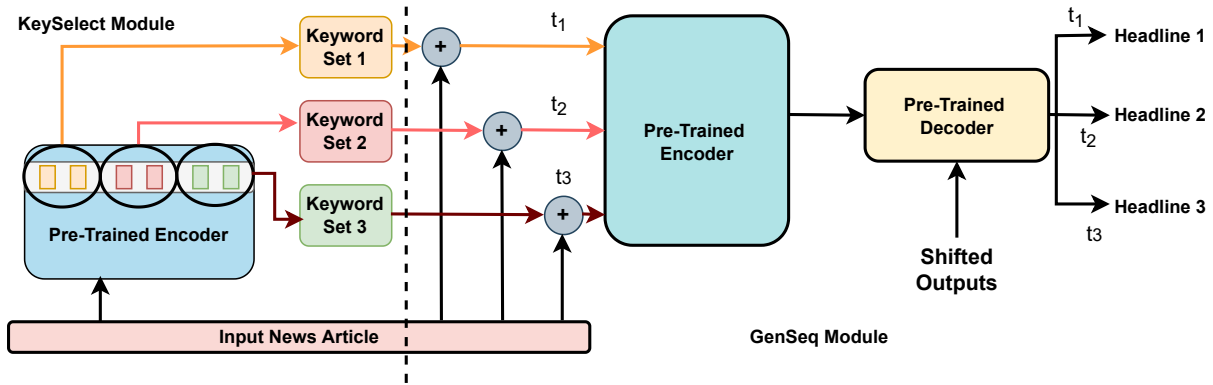 KeySelect Module
Keyword
Set 1
+
t1
t1
Headline 1
Keyword
Set 2
+
t2
Pre-Trained
Encoder
Pre-Trained
Decoder
Headline 2
t2
Keyword
Set 3
+
t3
Headline 3
t3
Pre-Trained Encoder
Shifted
Outputs
Input News Article
GenSeq Module